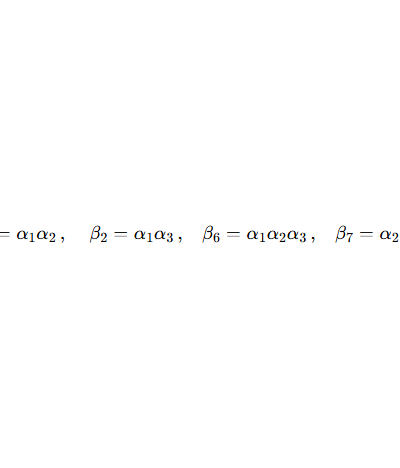 = α₁α₂ , β₂ = α₁α₃ , β₆ = α₁α₂α₃ , β₇ = α₂